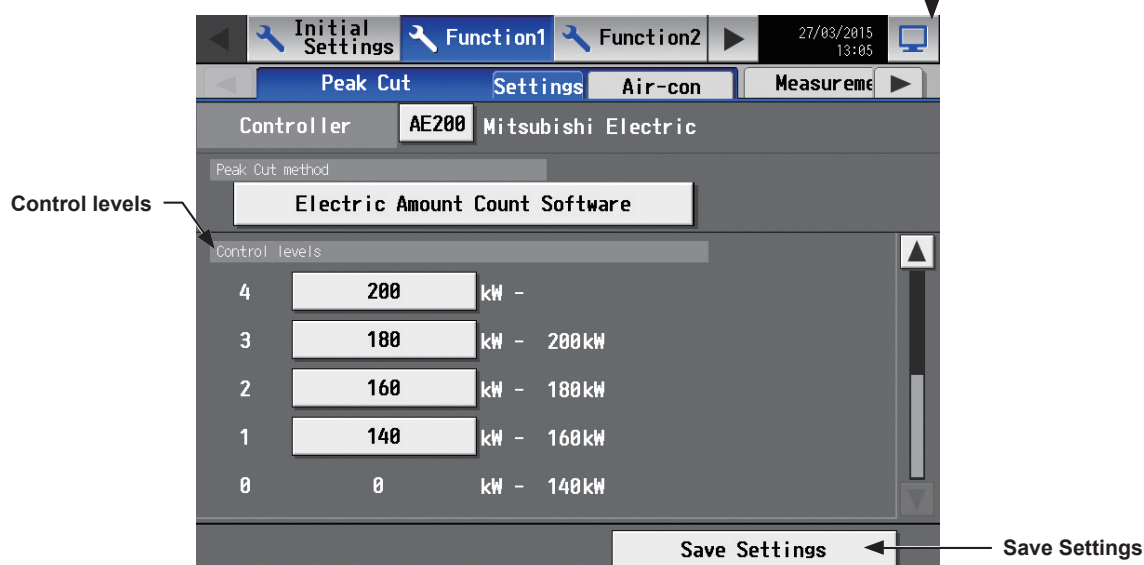 Initial Settings Function1 Function2 27/03/2015 13:05
Peak Cut Settings Air-con Measureme
Controller AE200 Mitsubishi Electric
Peak Cut method
Electric Amount Count Software
Control levels
Control levels
4 200 kW -
3 180 kW - 200kW
2 160 kW - 180kW
1 140 kW - 160kW
0 0 kW - 140kW
Save Settings
Save Settings